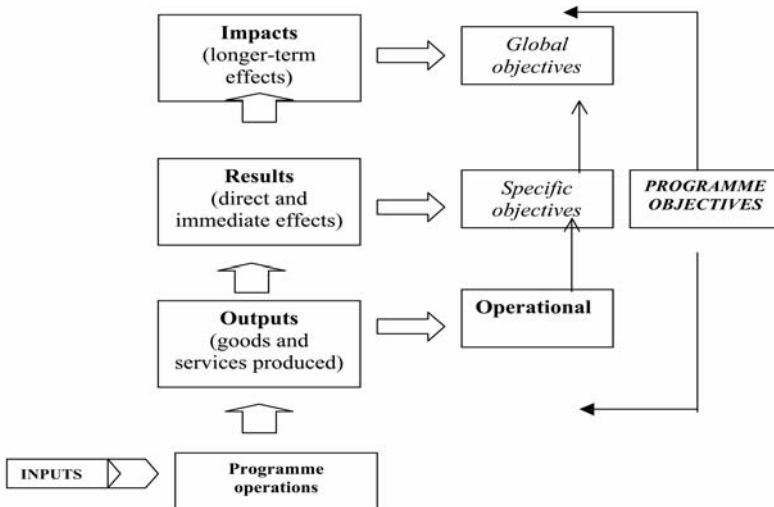 Impacts
(longer-term
effects)
Global
objectives
Results
(direct and
immediate effects)
Specific
objectives
PROGRAMME
OBJECTIVES
Outputs
(goods and
services produced)
Operational
INPUTS
Programme
operations